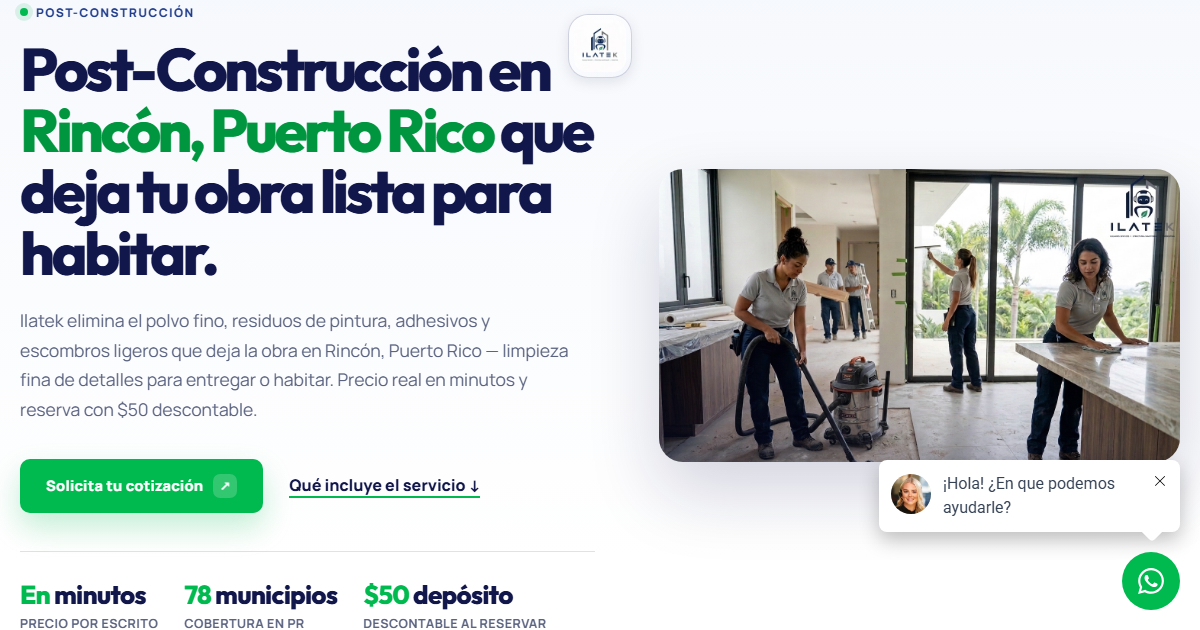 POST-CONSTRUCCIÓN
ILATEK
Post-Construcción en
Rincón, Puerto Rico que
deja tu obra lista para
habitar.
ILATEK
Ilatek elimina el polvo fino, residuos de pintura, adhesivos y
escombros ligeros que deja la obra en Rincón, Puerto Rico — limpieza
fina de detalles para entregar o habitar. Precio real en minutos y
reserva con $50 descontable.
Solicita tu cotización ↗
Qué incluye el servicio ↓
¡Hola! ¿En que podemos
ayudarle?
En minutos
PRECIO POR ESCRITO
78 municipios
COBERTURA EN PR
$50 depósito
DESCONTABLE AL RESERVAR